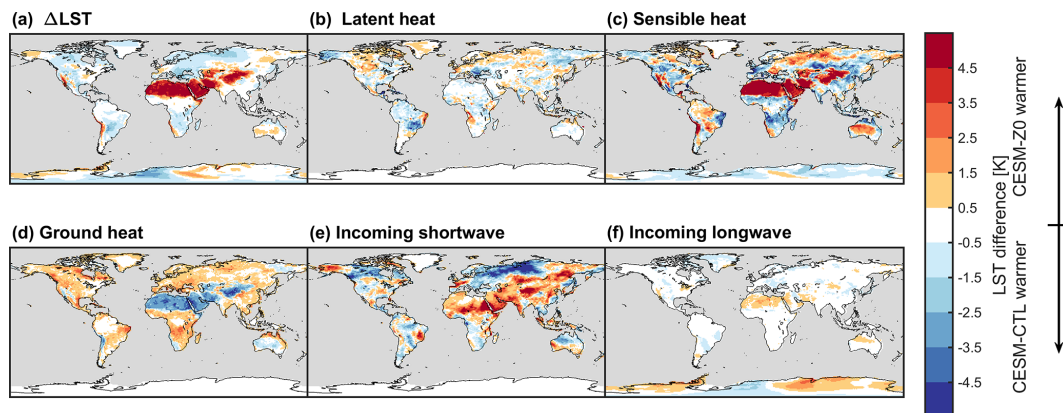 (a) ΔLST
(b) Latent heat
(c) Sensible heat
(d) Ground heat
(e) Incoming shortwave
(f) Incoming longwave
4.5
3.5
2.5
1.5
0.5
-0.5
-1.5
-2.5
-3.5
-4.5
LST difference [K]
CESM-CTL warmer
CESM-Z0 warmer